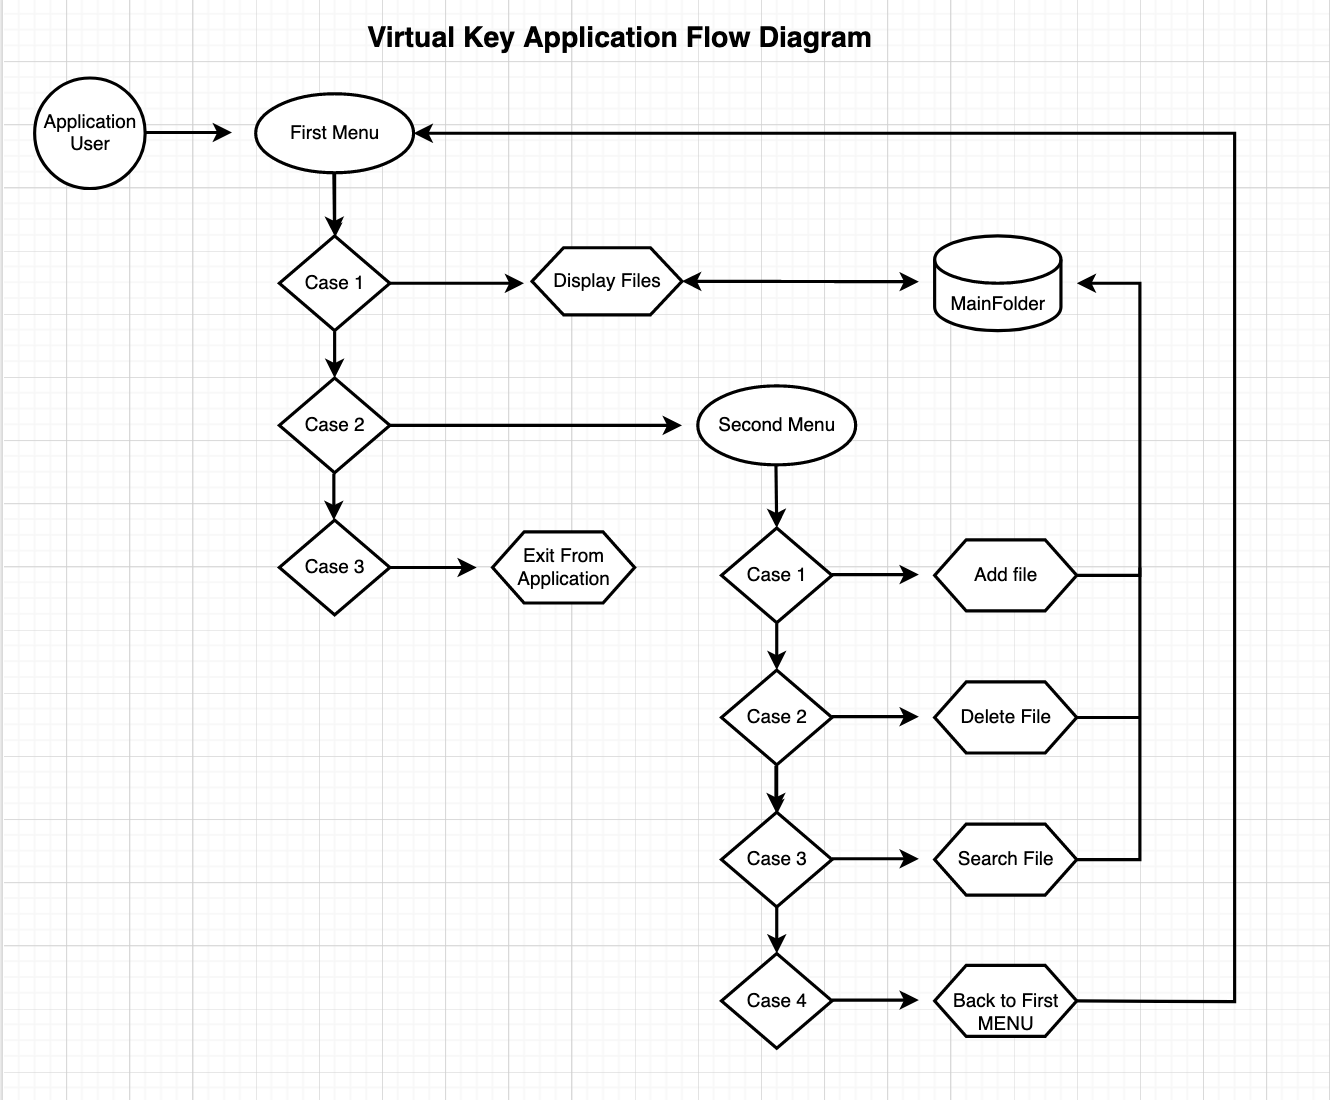 Virtual Key Application Flow Diagram
Application
User
First Menu
Case 1
Display Files
MainFolder
Case 2
Second Menu
Case 3
Exit From
Application
Case 1
Add file
Case 2
Delete File
Case 3
Search File
Case 4
Back to First
MENU